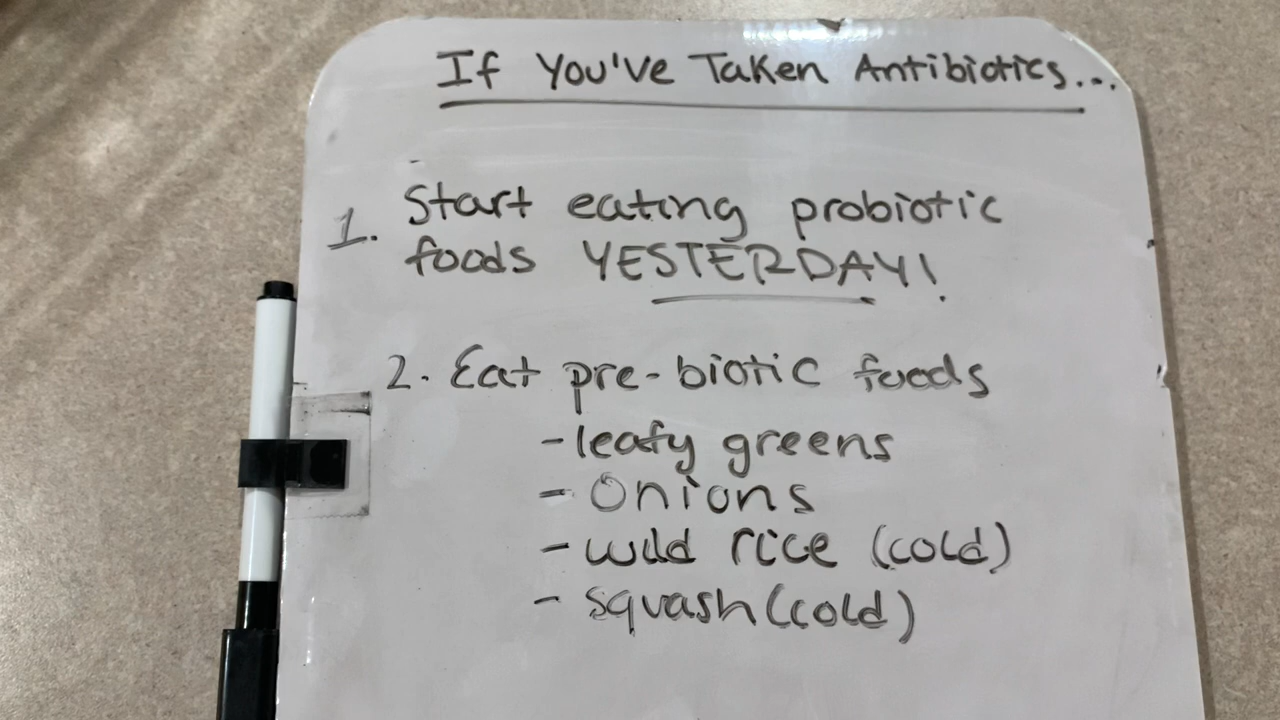 If You've Taken Antibiotics...
1. Start eating probiotic
foods YESTERDAY!
2. Eat pre-biotic foods
- leafy greens
- Onions
- wild rice (cold)
- squash (cold)